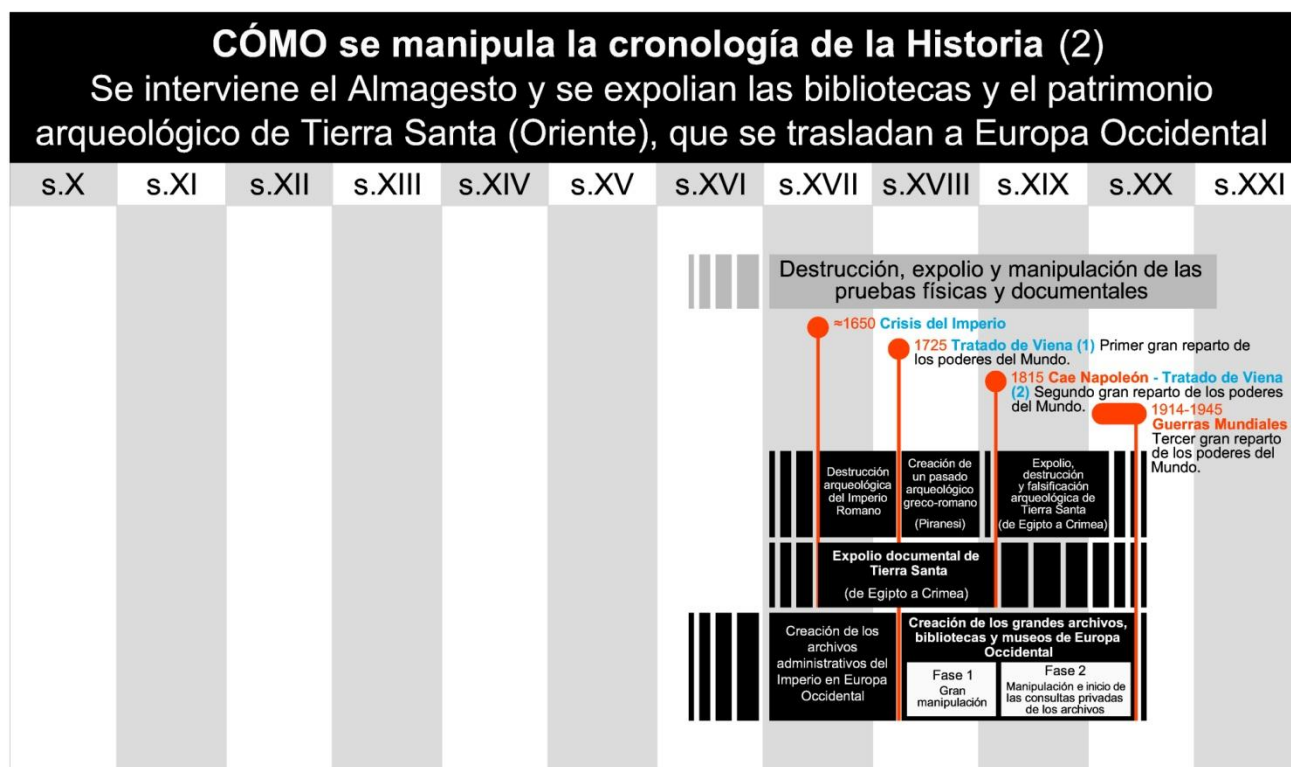 CÓMO se manipula la cronología de la Historia (2)
Se interviene el Almagesto y se expolian las bibliotecas y el patrimonio
arqueológico de Tierra Santa (Oriente), que se trasladan a Europa Occidental
s.X s.XI s.XII s.XIII s.XIV s.XV s.XVI s.XVII s.XVIII s.XIX s.XX s.XXI
Destrucción, expolio y manipulación de las
pruebas físicas y documentales
≈1650 Crisis del Imperio
1725 Tratado de Viena (1) Primer gran reparto de
los poderes del Mundo.
1815 Cae Napoleón - Tratado de Viena
(2) Segundo gran reparto de los poderes
del Mundo.
1914-1945
Guerras Mundiales
Tercer gran reparto
de los poderes del
Mundo.
Destrucción
arqueológica
del Imperio
Romano
Creación de
un pasado
arqueológico
greco-romano
(Piranesi)
Expolio,
destrucción
y falsificación
arqueológica de
Tierra Santa
(de Egipto a Crimea)
Expolio documental de
Tierra Santa
(de Egipto a Crimea)
Creación de los
archivos
administrativos del
Imperio en Europa
Occidental
Creación de los grandes archivos,
bibliotecas y museos de Europa
Occidental
Fase 1
Gran
manipulación
Fase 2
Manipulación e inicio de
las consultas privadas
de los archivos